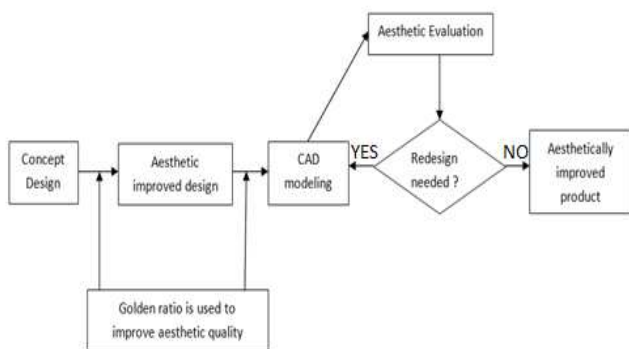 Aesthetic Evaluation
Concept
Design
Aesthetic
improved design
CAD
modeling
YES
Redesign
needed ?
NO
Aesthetically
improved
product
Golden ratio is used to
improve aesthetic quality